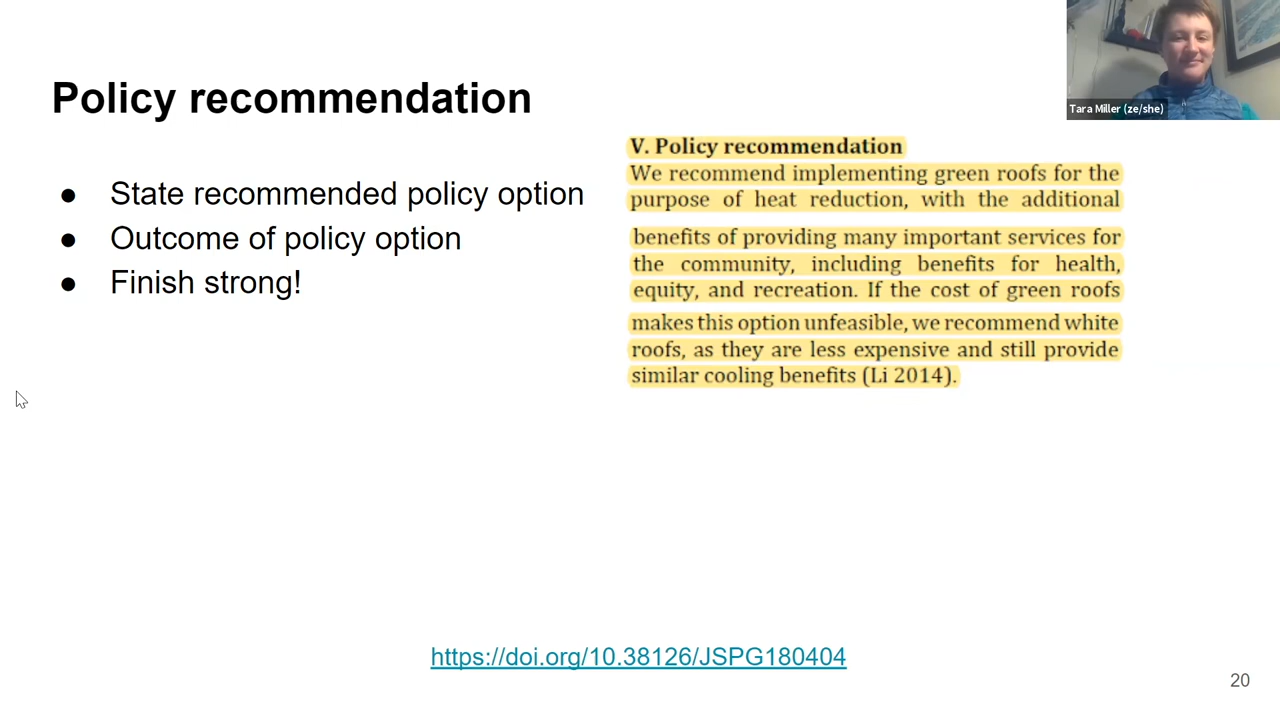 Policy recommendation
● State recommended policy option
● Outcome of policy option
● Finish strong!
V. Policy recommendation
We recommend implementing green roofs for the
purpose of heat reduction, with the additional
benefits of providing many important services for
the community, including benefits for health,
equity, and recreation. If the cost of green roofs
makes this option unfeasible, we recommend white
roofs, as they are less expensive and still provide
similar cooling benefits (Li 2014).
Tara Miller (ze/she)
https://doi.org/10.38126/JSPG180404
20